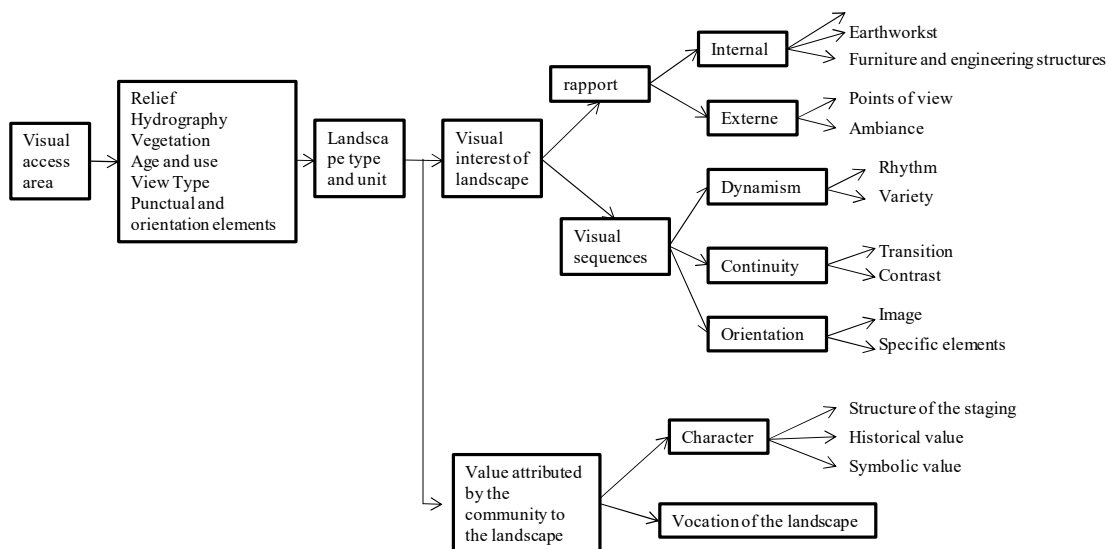 Visual
access
area
Relief
Hydrography
Vegetation
Age and use
View Type
Punctual and
orientation elements
Landsca
pe type
and unit
Visual
interest of
landscape
rapport
Internal
Earthworkst
Furniture and engineering structures
Externe
Points of view
Ambiance
Visual
sequences
Dynamism
Rhythm
Variety
Continuity
Transition
Contrast
Orientation
Image
Specific elements
Value attributed
by the
community to
the landscape
Character
Structure of the staging
Historical value
Symbolic value
Vocation of the landscape